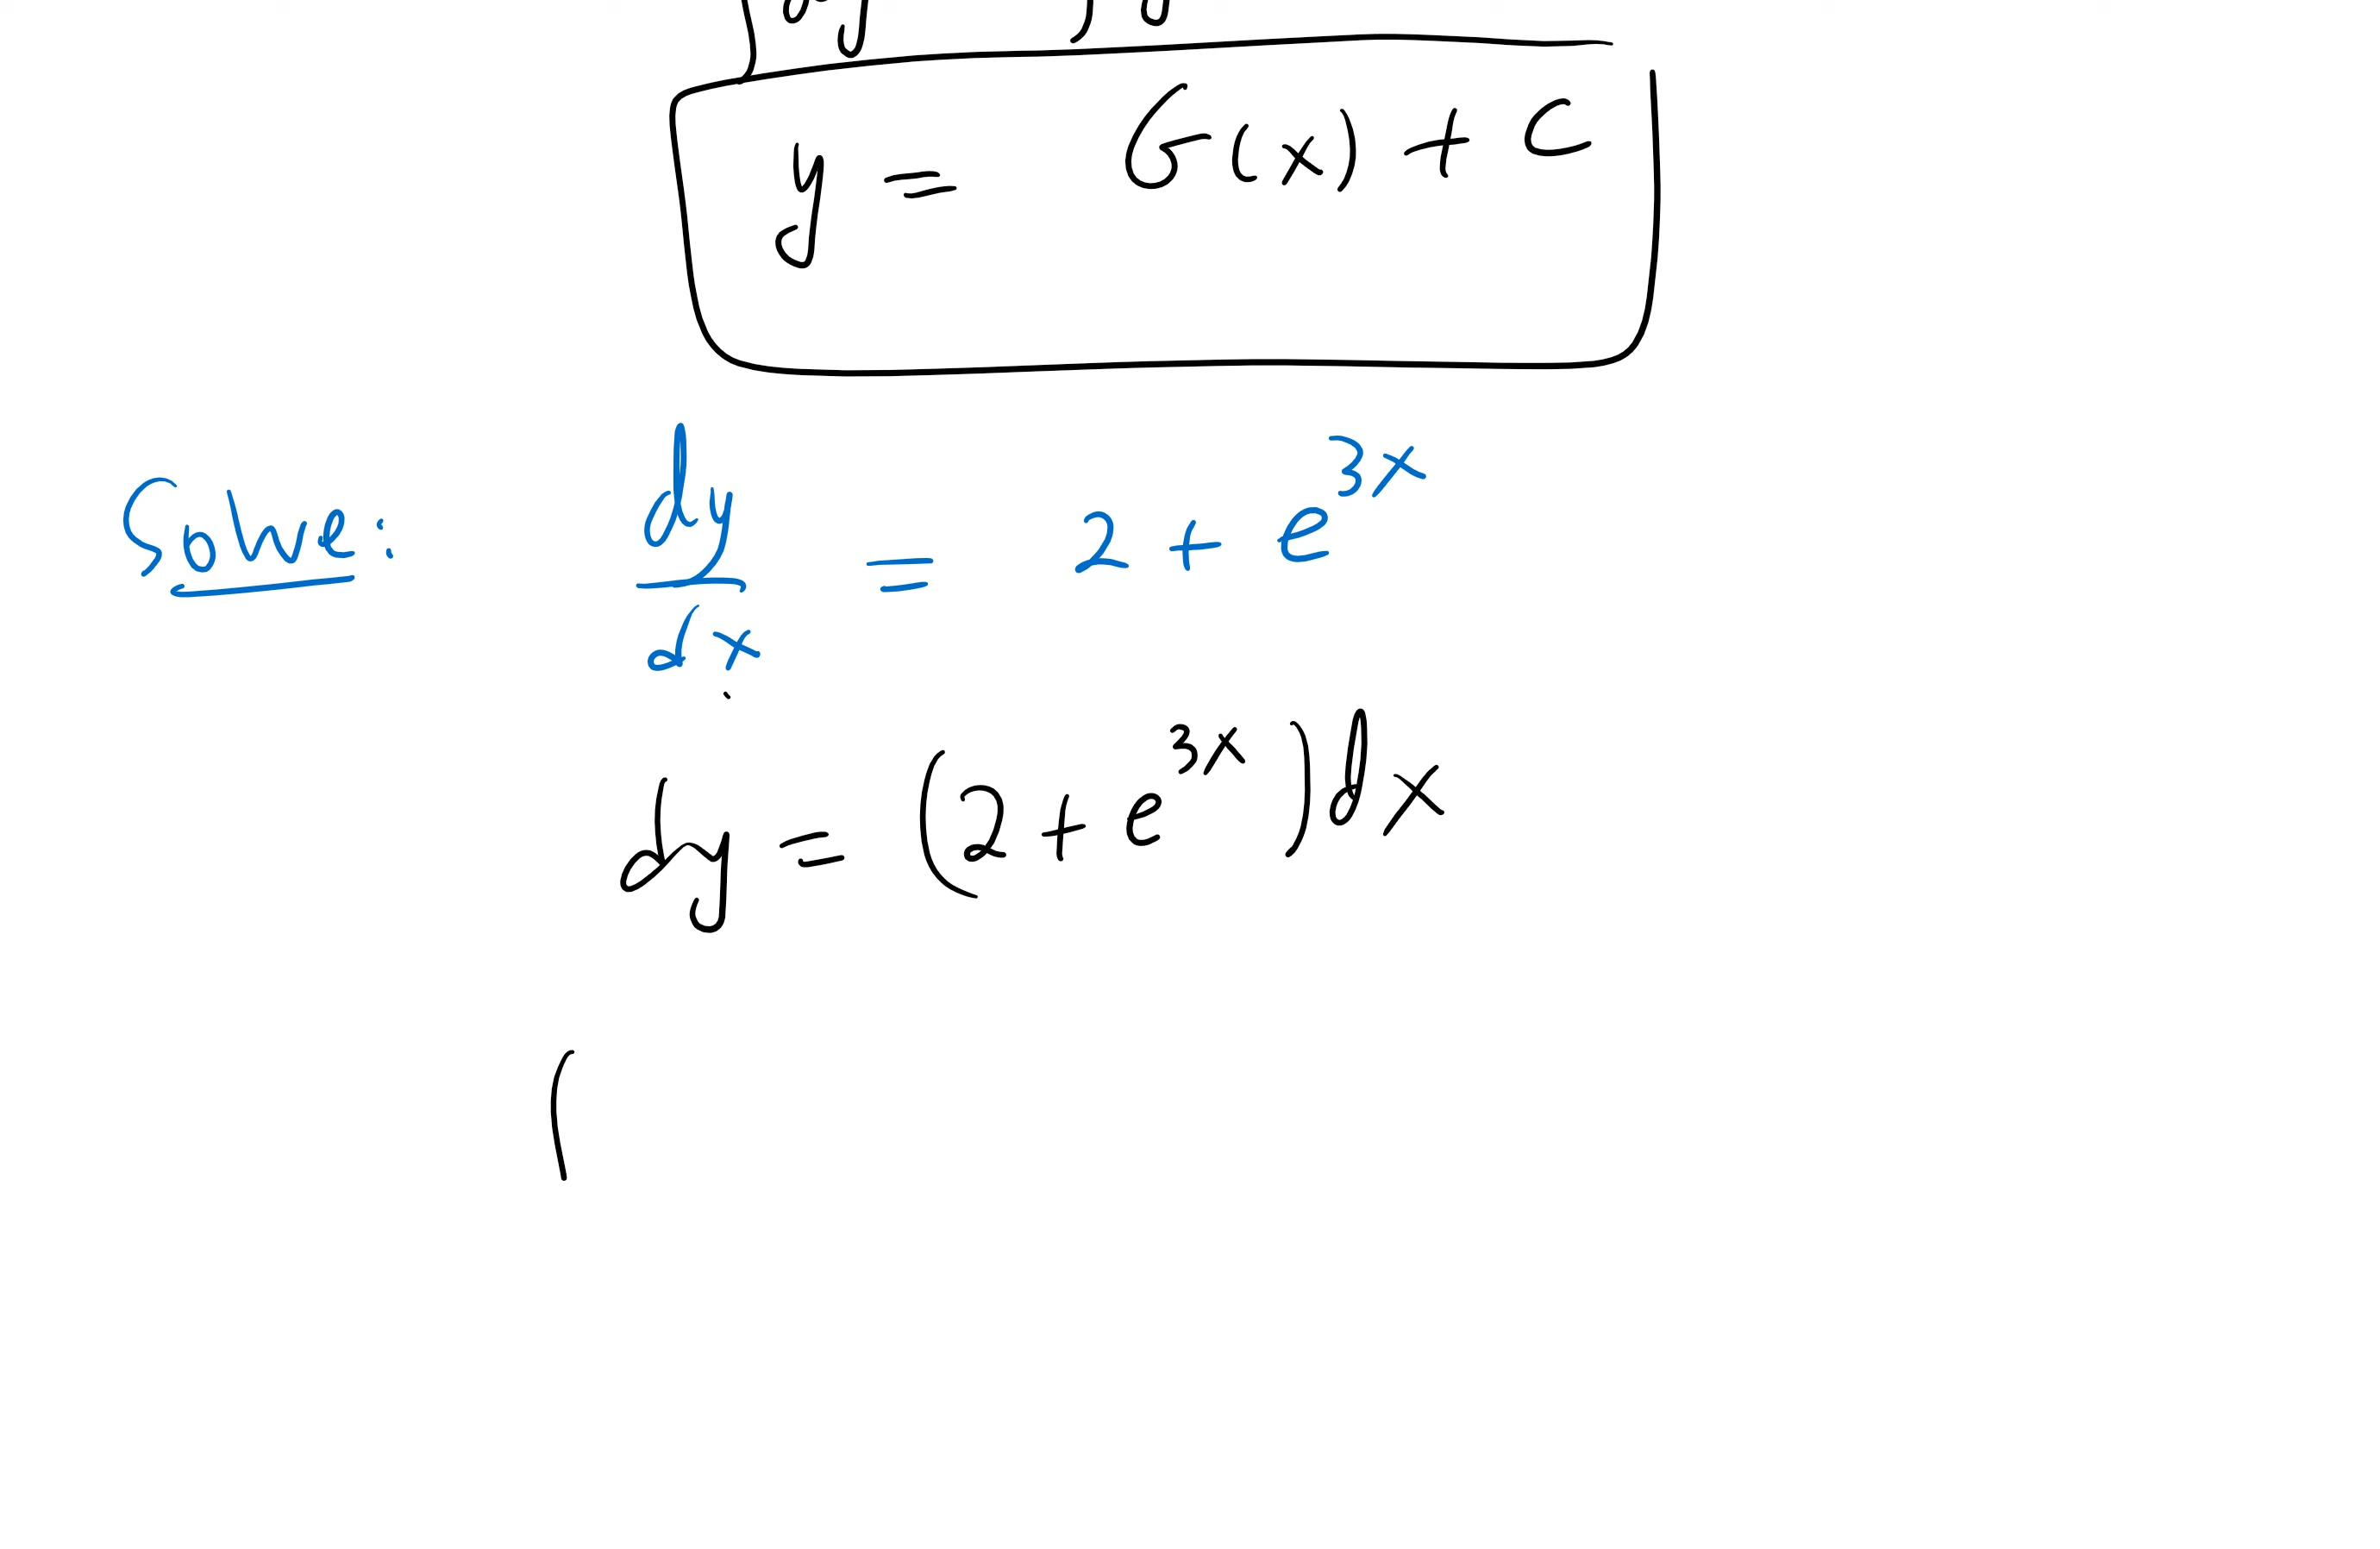 y = G(x) + C
Solve: dy/dx = 2 + e^{3x}
dy = (2 + e^{3x})dx